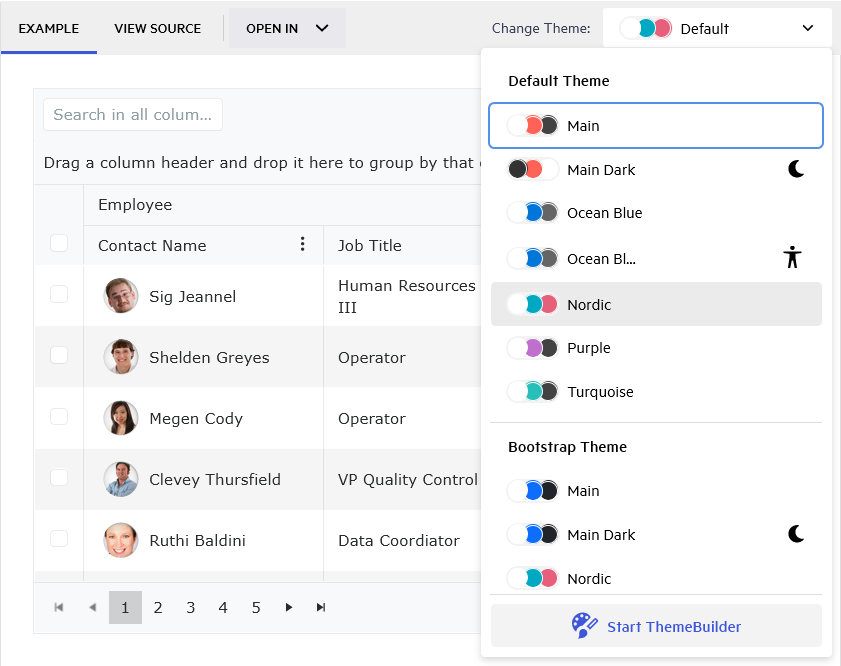 EXAMPLE
VIEW SOURCE
OPEN IN
Change Theme:
Default
Search in all colum...
Drag a column header and drop it here to group by that
Employee
Contact Name
Job Title
Sig Jeannel
Human Resources
III
Shelden Greyes
Operator
Megen Cody
Operator
Clevey Thursfield
VP Quality Control
Ruthi Baldini
Data Coordiator
1 2 3 4 5
Default Theme
Main
Main Dark
Ocean Blue
Ocean Bl...
Nordic
Purple
Turquoise
Bootstrap Theme
Main
Main Dark
Nordic
Start ThemeBuilder